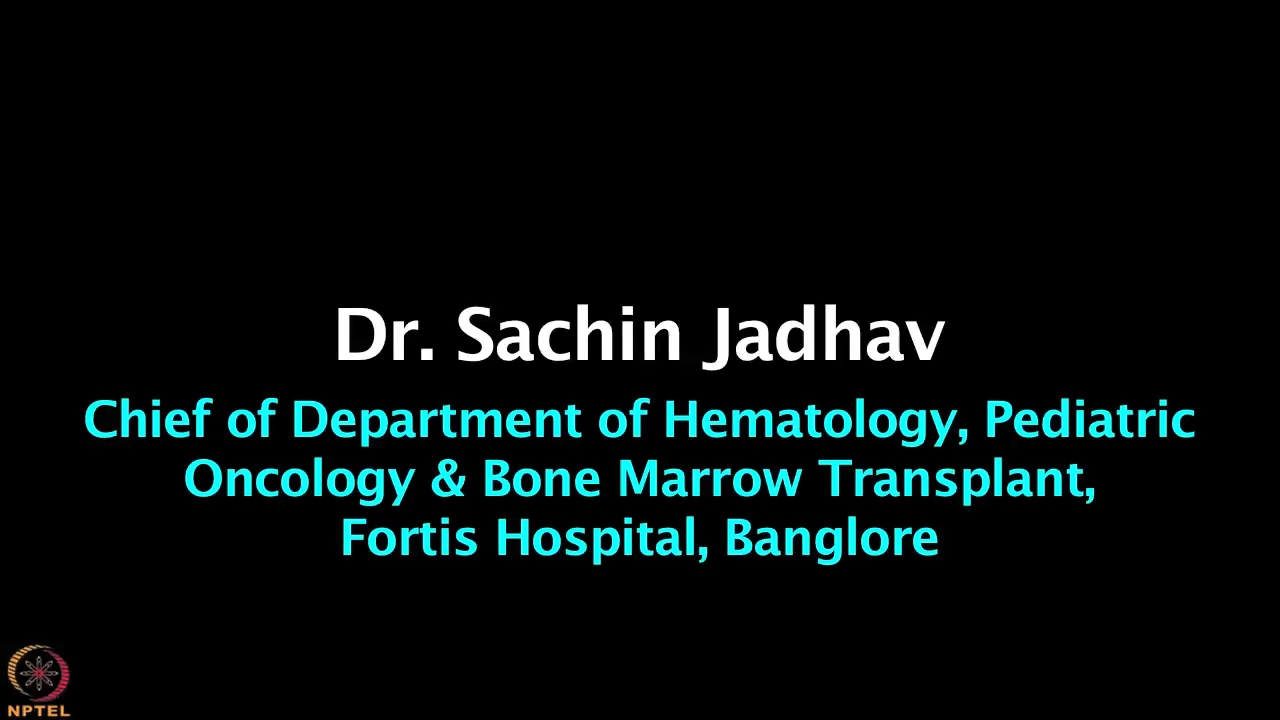 Dr. Sachin Jadhav
Chief of Department of Hematology, Pediatric
Oncology & Bone Marrow Transplant,
Fortis Hospital, Banglore
NPTEL